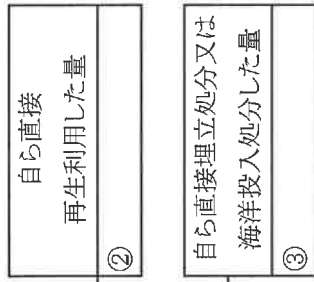 自ら直接
再生利用した量
②
自ら直接埋立処分又は
海洋投入処分した量
③